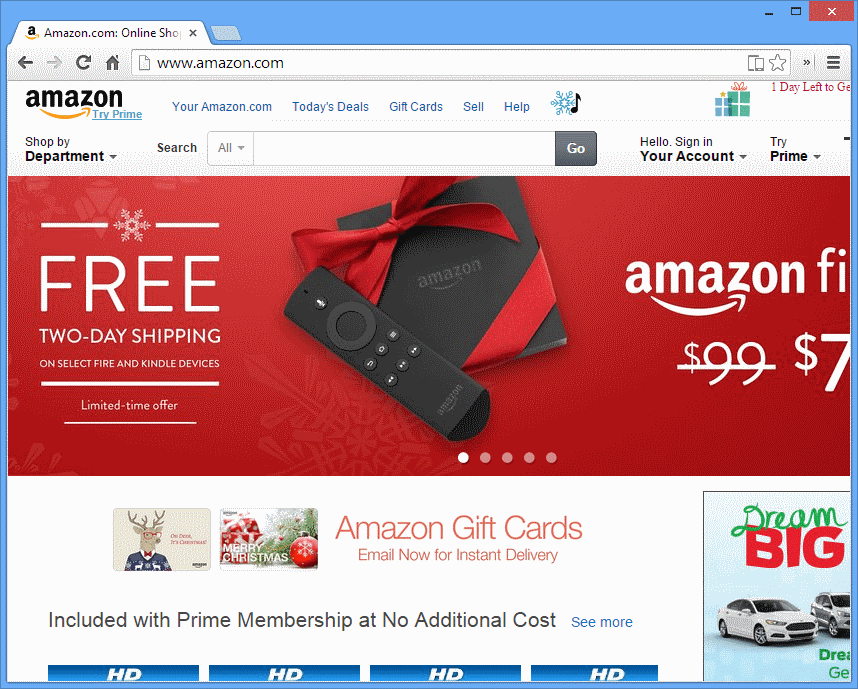 Amazon.com: Online Sho
www.amazon.com
amazon
Try Prime
Your Amazon.com Today's Deals Gift Cards Sell Help
1 Day Left to Ge
Shop by
Department
Search All Go
Hello. Sign in
Your Account
Try
Prime
FREE
TWO-DAY SHIPPING
ON SELECT FIRE AND KINDLE DEVICES
Limited-time offer
amazon
amazon
amazon fi
$99 $7
OH DEER,
IT'S CHRISTMAS!
amazon
amazon
MERRY
CHRISTMAS
Amazon Gift Cards
Email Now for Instant Delivery
Dream
BIG
Dre
Ge
Included with Prime Membership at No Additional Cost See more
HD HD HD HD